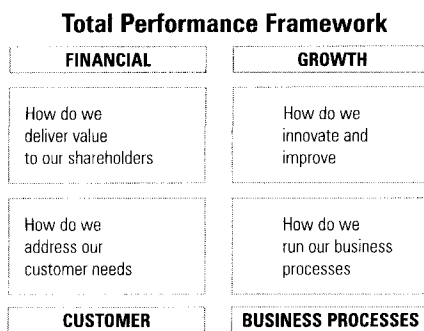 Total Performance Framework
FINANCIAL
GROWTH
How do we
deliver value
to our shareholders
How do we
innovate and
improve
How do we
address our
customer needs
How do we
run our business
processes
CUSTOMER
BUSINESS PROCESSES